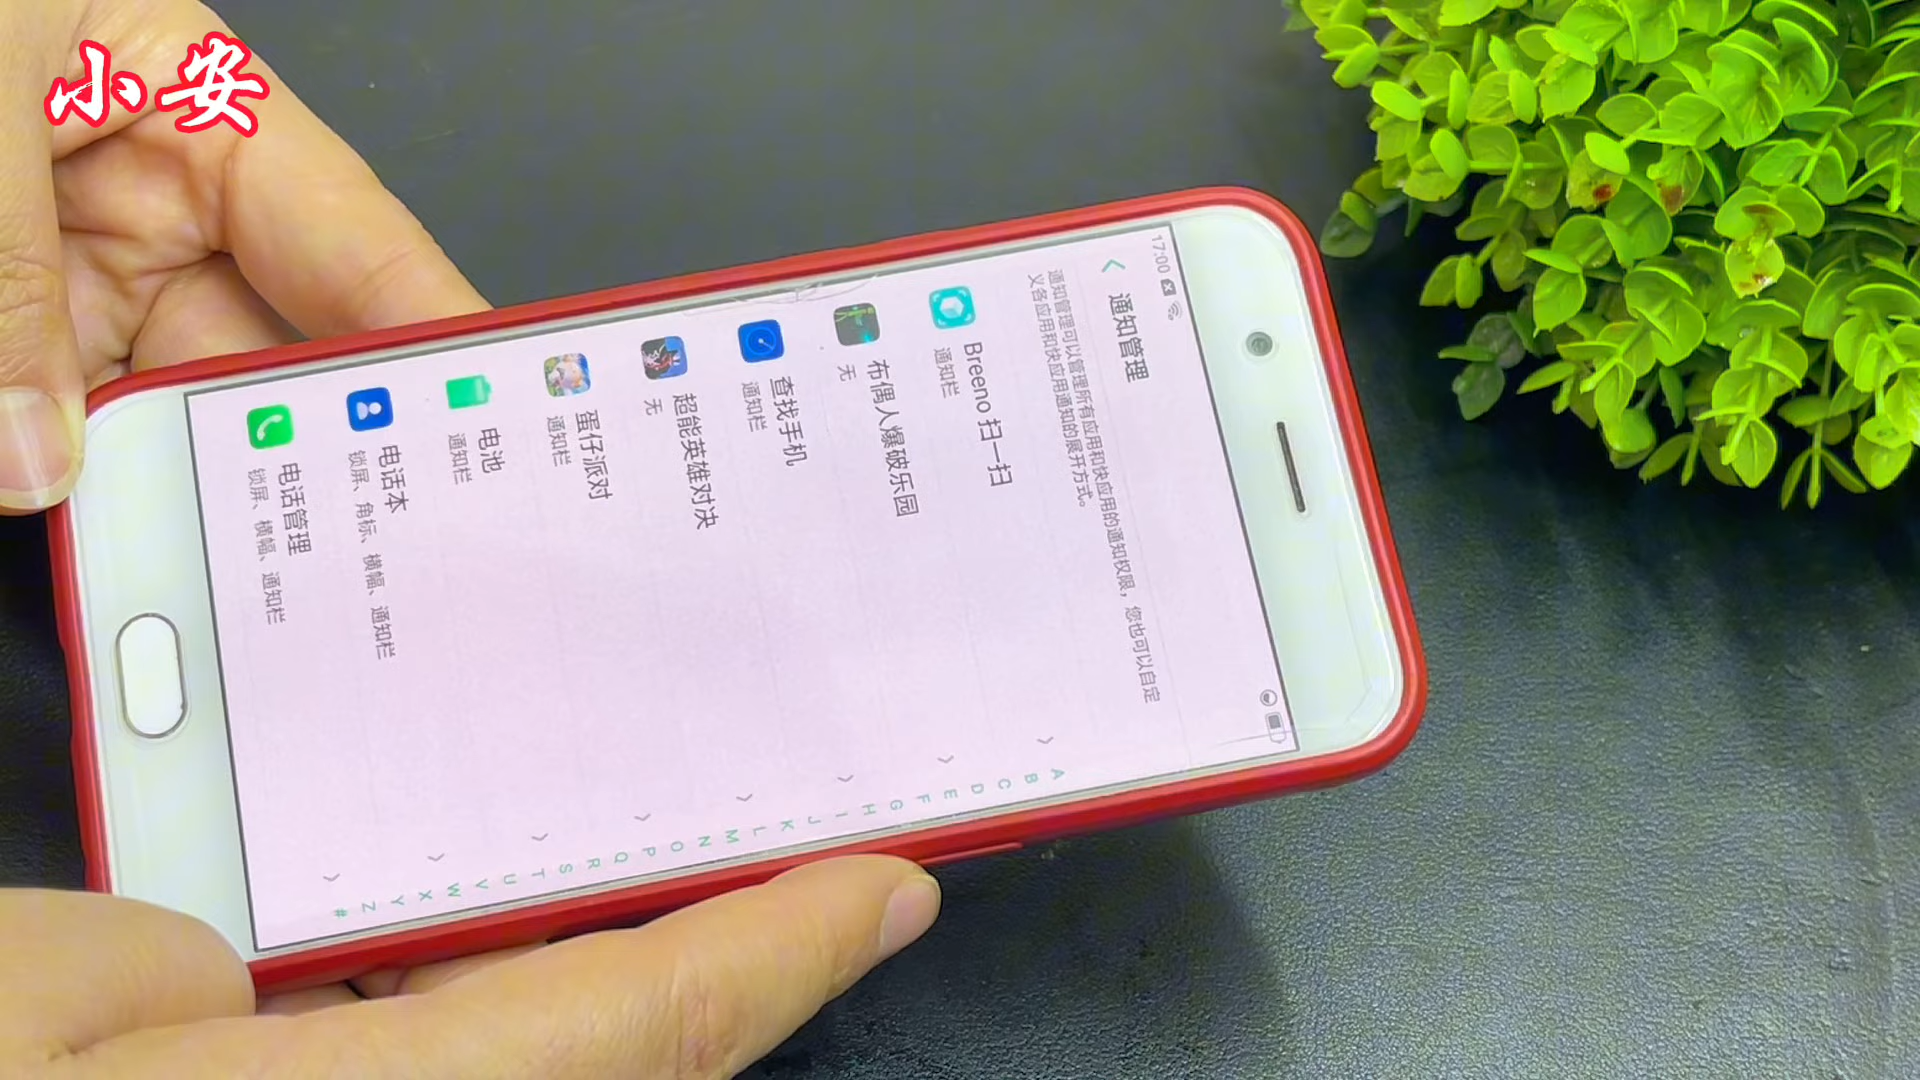 小安
17:00
通知管理
通知管理可以管理所有应用和快应用的通知权限，您也可以自定
义各应用和快应用通知的展开方式。
Breeno 扫一扫
通知栏
布偶人爆破乐园
无
查找手机
通知栏
超能英雄对决
无
蛋仔派对
通知栏
电池
通知栏
电话本
锁屏、角标、横幅、通知栏
电话管理
锁屏、横幅、通知栏
A
B
C
D
E
F
G
H
I
J
K
L
M
N
O
P
Q
R
S
T
U
V
W
X
Y
Z
#